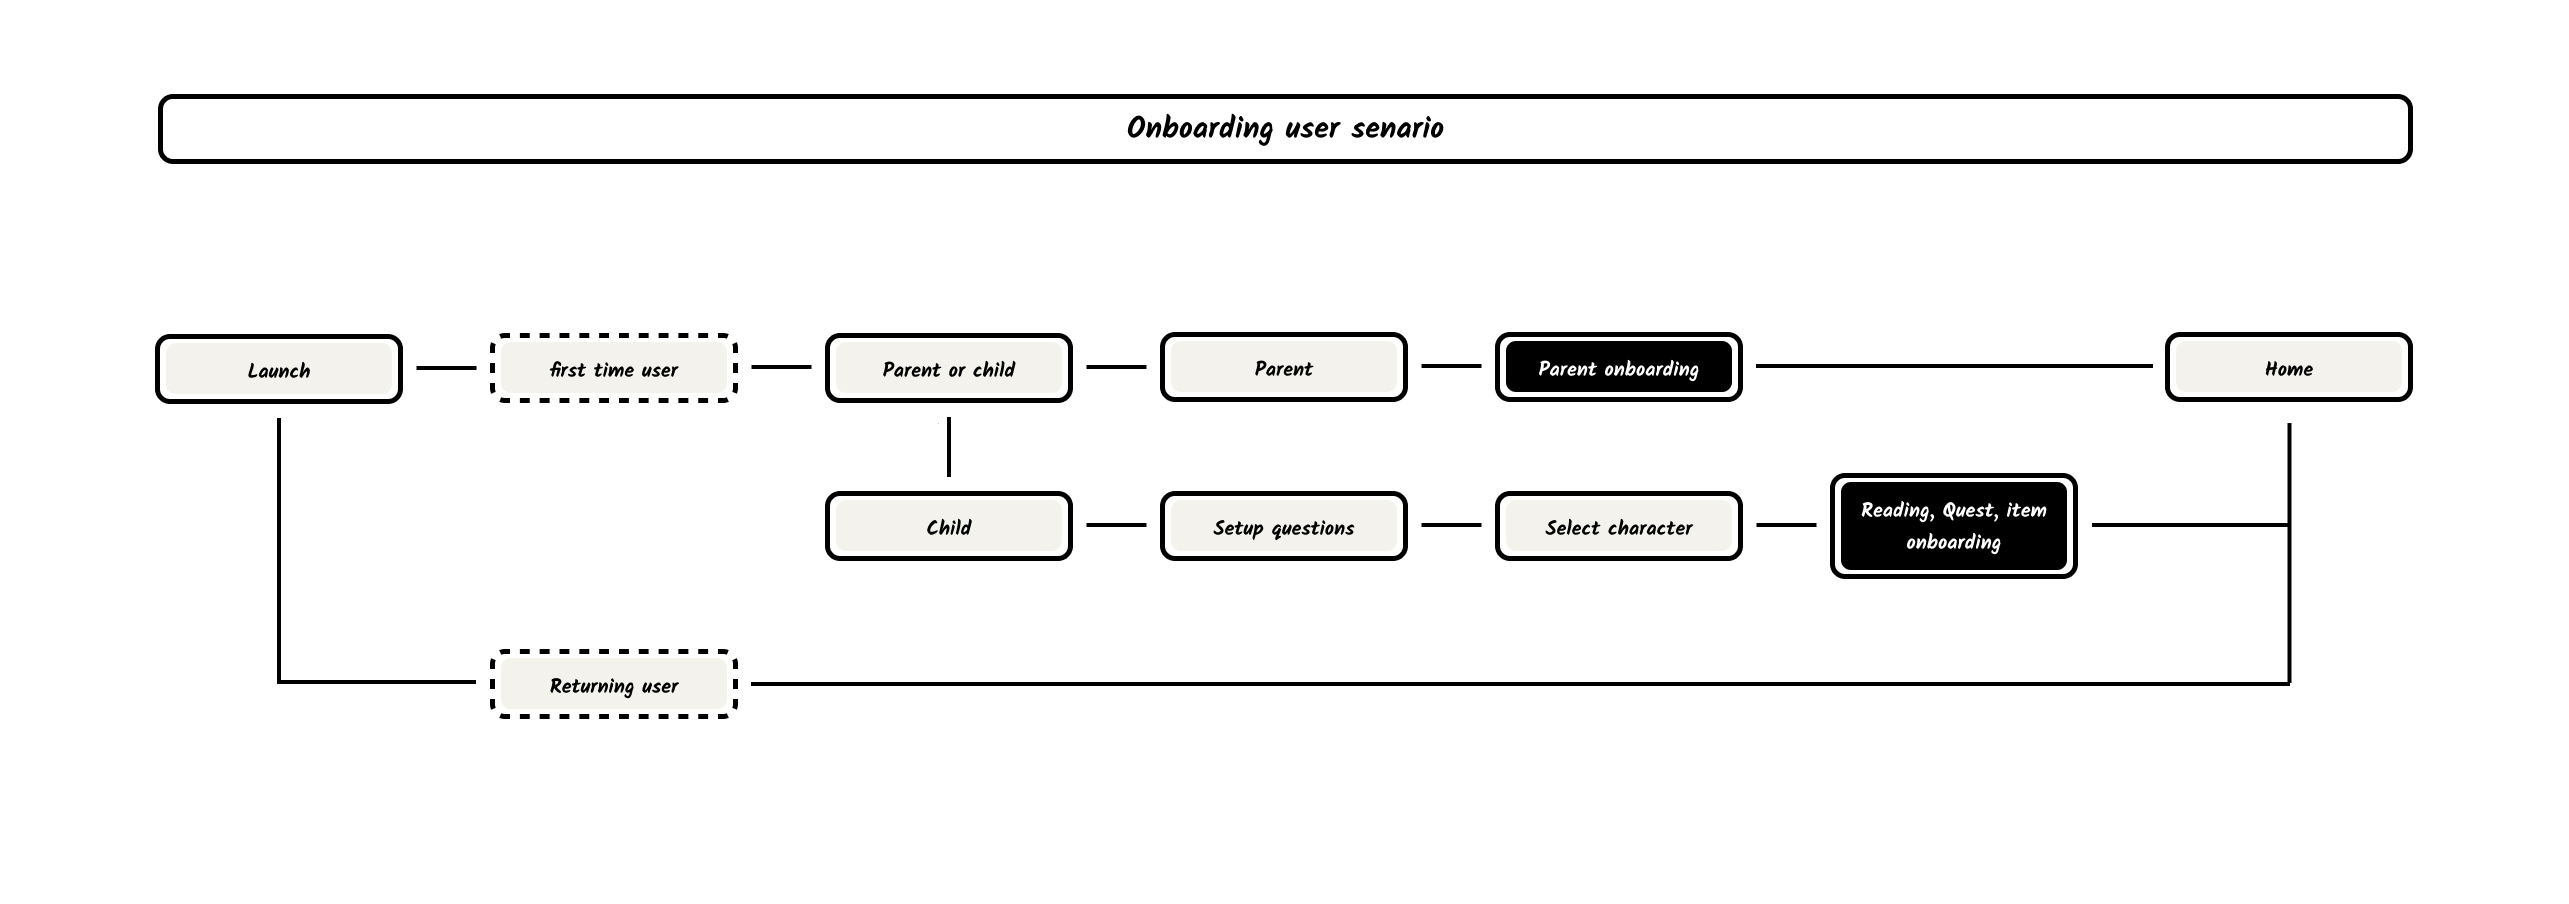 Onboarding user senario
Launch
first time user
Parent or child
Parent
Parent onboarding
Home
Child
Setup questions
Select character
Reading, Quest, item
onboarding
Returning user